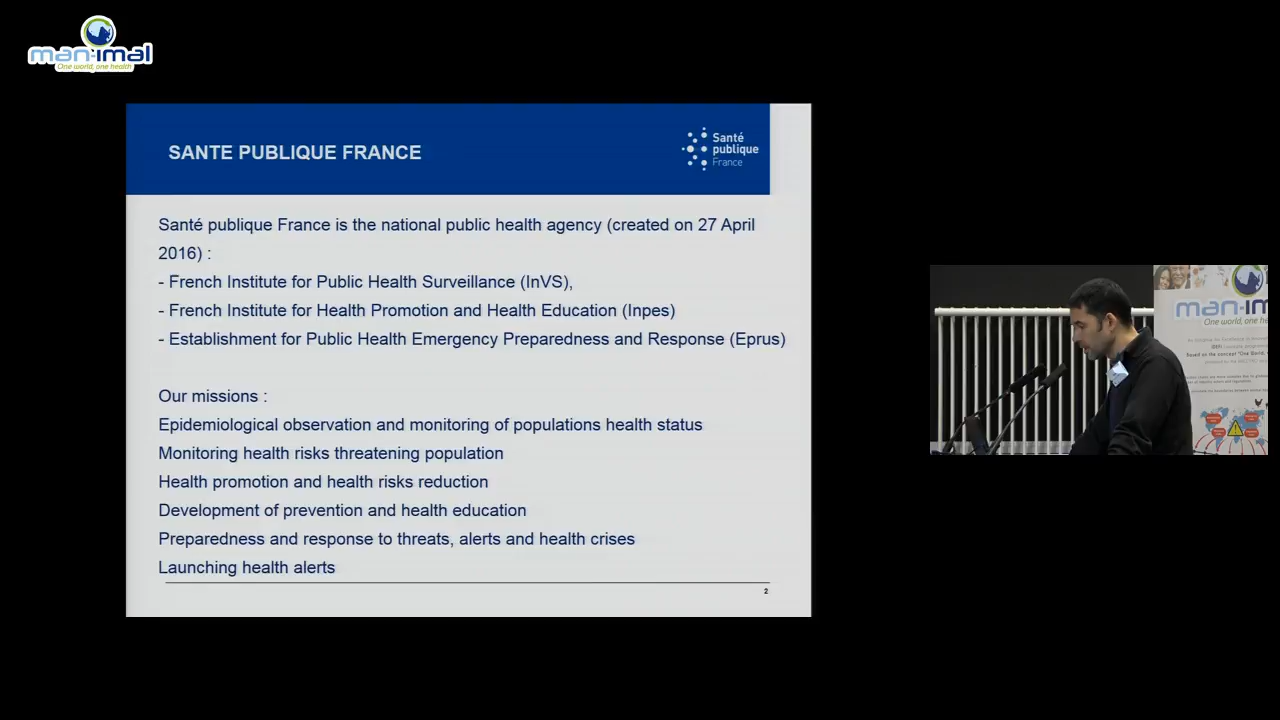 man-imal
One world, one health
SANTE PUBLIQUE FRANCE
Santé
publique
France
Santé publique France is the national public health agency (created on 27 April
2016) :
- French Institute for Public Health Surveillance (InVS),
- French Institute for Health Promotion and Health Education (Inpes)
- Establishment for Public Health Emergency Preparedness and Response (Eprus)
Our missions :
Epidemiological observation and monitoring of populations health status
Monitoring health risks threatening population
Health promotion and health risks reduction
Development of prevention and health education
Preparedness and response to threats, alerts and health crises
Launching health alerts
2
man-im
One world, one he